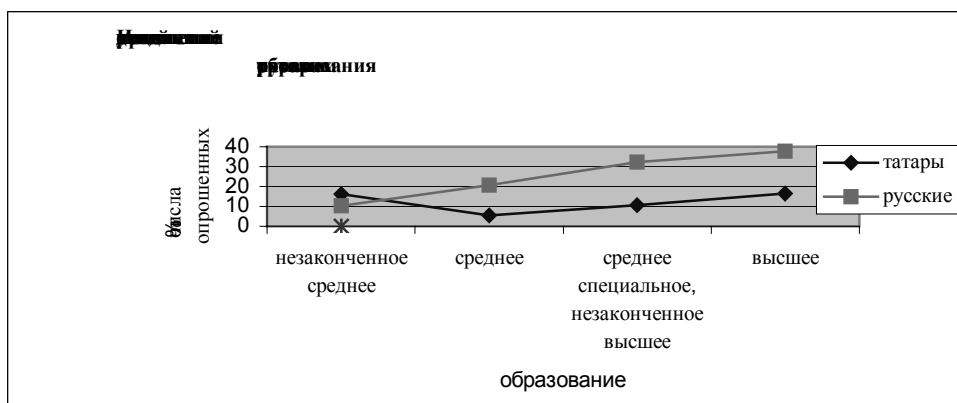 опрошенных
40
30
20
10
0
татары
русские
незаконченное среднее
среднее
среднее специальное, незаконченное высшее
высшее
образование